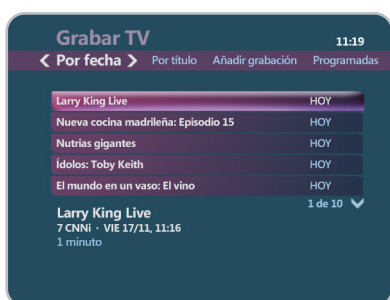 Grabar TV 11:19
Por fecha Por título Añadir grabación Programadas
Larry King Live HOY
Nueva cocina madrileña: Episodio 15 HOY
Nutrias gigantes HOY
Ídolos: Toby Keith HOY
El mundo en un vaso: El vino HOY
1 de 10
Larry King Live
7 CNNi · VIE 17/11, 11:16
1 minuto